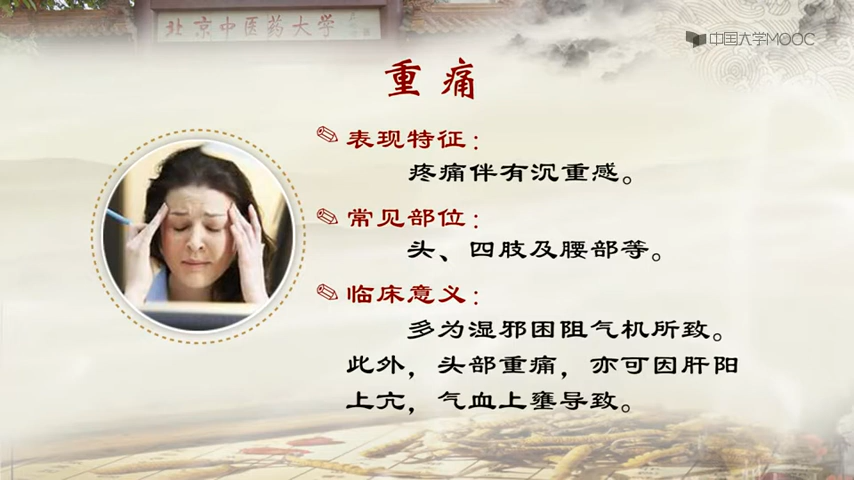 北京中医药大学
中国大学MOOC
重痛
表现特征：
疼痛伴有沉重感。
常见部位：
头、四肢及腰部等。
临床意义：
多为湿邪困阻气机所致。
此外，头部重痛，亦可因肝阳
上亢，气血上壅导致。